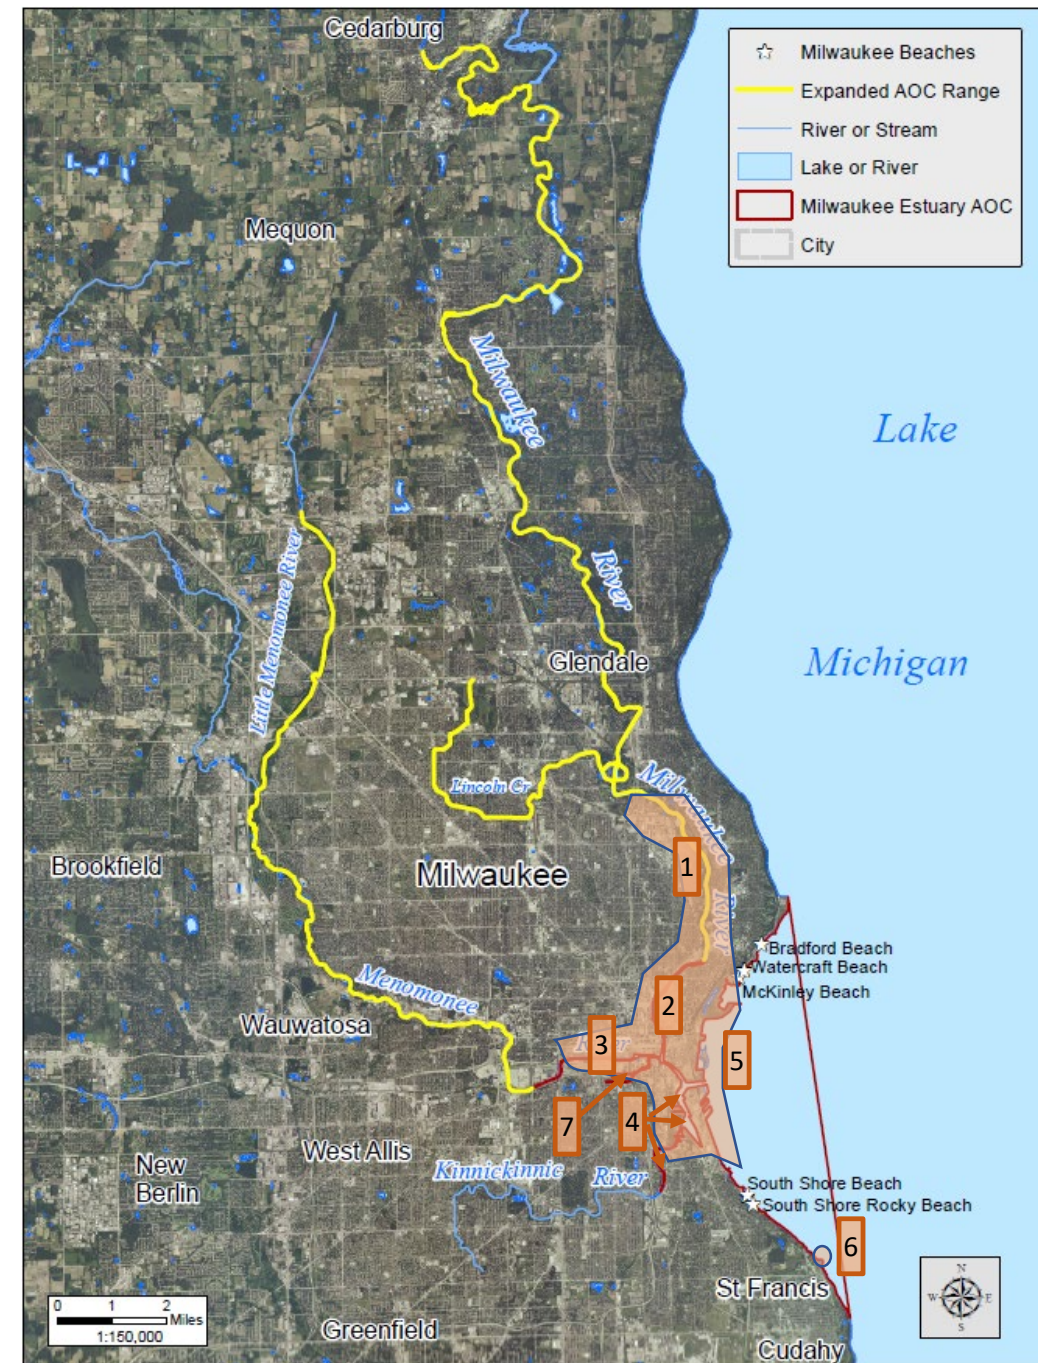 Cedarburg
Milwaukee Beaches
Expanded AOC Range
River or Stream
Lake or River
Milwaukee Estuary AOC
City
Mequon
Milwaukee
River
Lake
Michigan
Little Menomonee River
Glendale
Lincoln Cr
Milwaukee
River
Brookfield
Milwaukee
1
Bradford Beach
Watercraft Beach
McKinley Beach
Menomonee
River
Wauwatosa
2
3
5
7
4
West Allis
New
Berlin
Kinnickinnic River
South Shore Beach
South Shore Rocky Beach
6
St Francis
N
W E
S
0 1 2
Miles
1:150,000
Greenfield
Cudahy